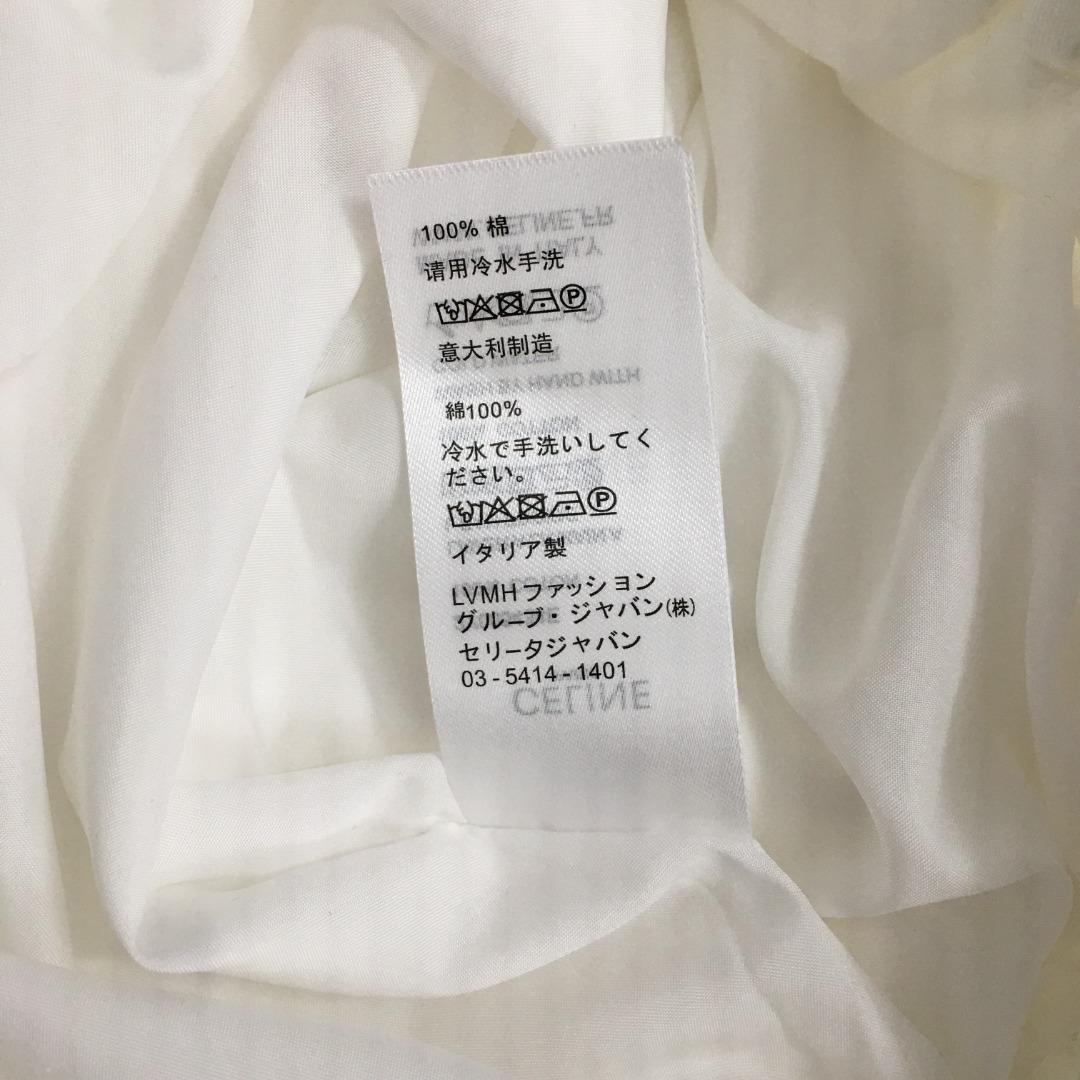 100% 棉
请用冷水手洗
P
意大利制造
綿100%
冷水で手洗いしてく
ださい。
P
イタリア製
LVMHファッション
グループ・ジャバン(株)
セリータジャバン
03 - 5414 - 1401
CELINE